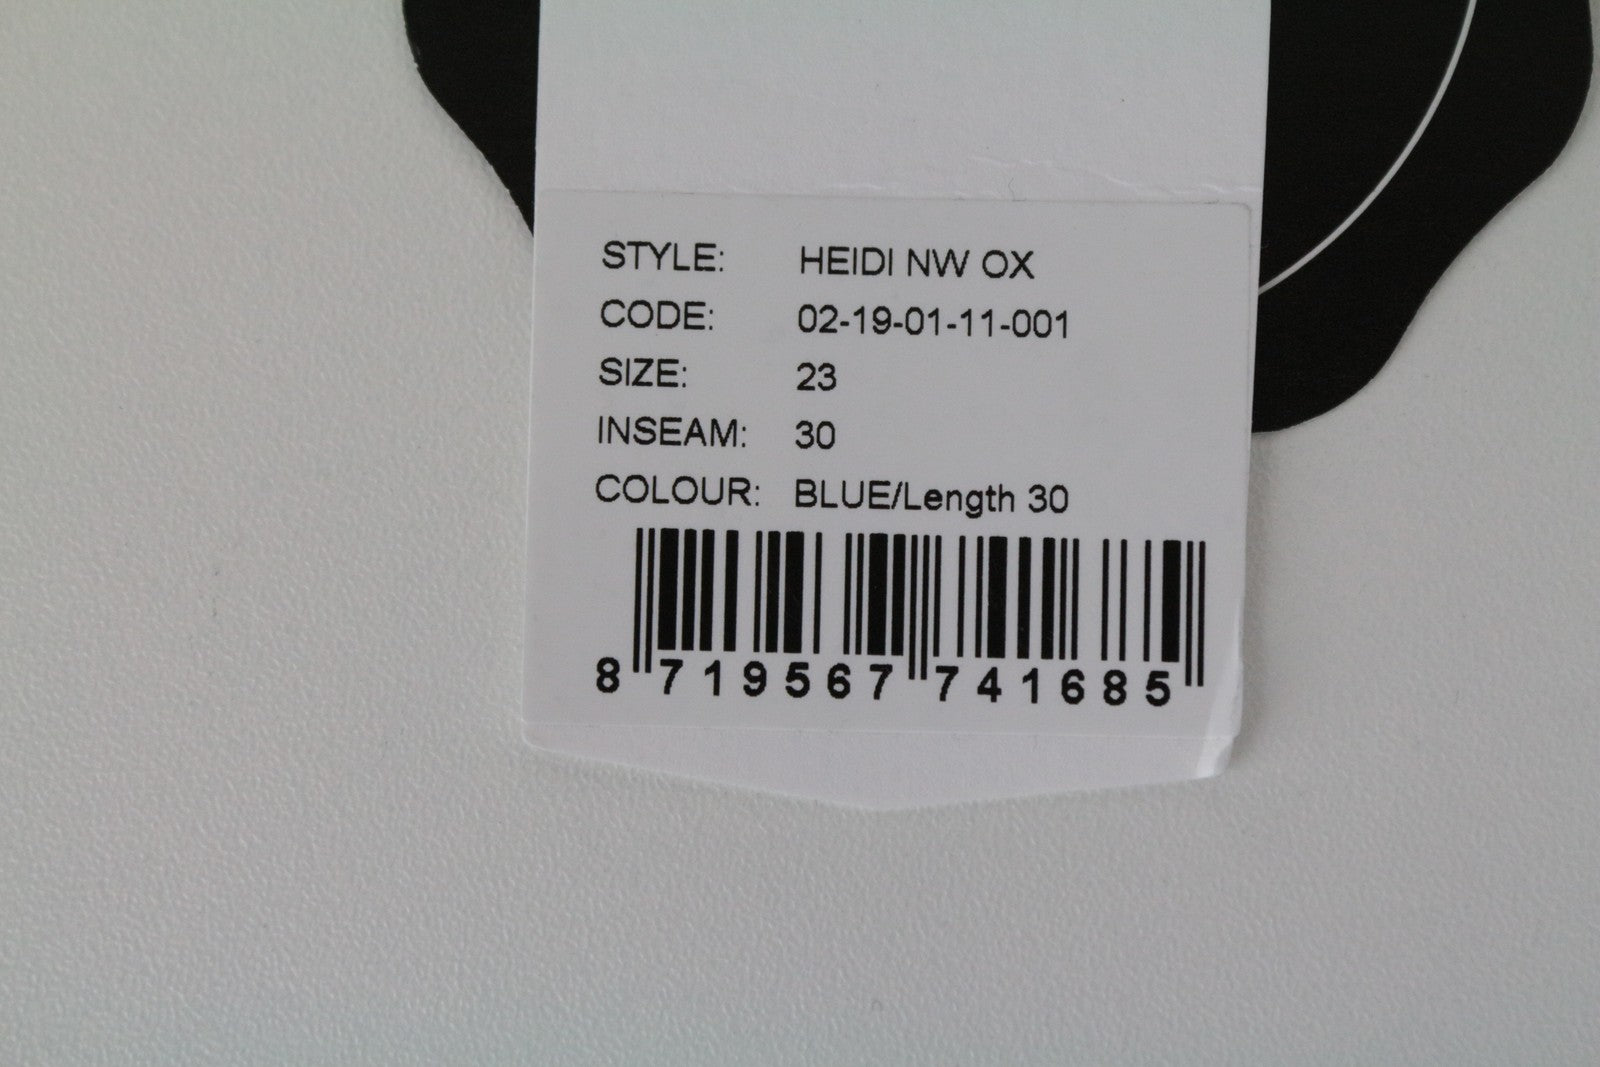 STYLE: HEIDI NW OX
CODE: 02-19-01-11-001
SIZE: 23
INSEAM: 30
COLOUR: BLUE/Length 30
8 719567 741685